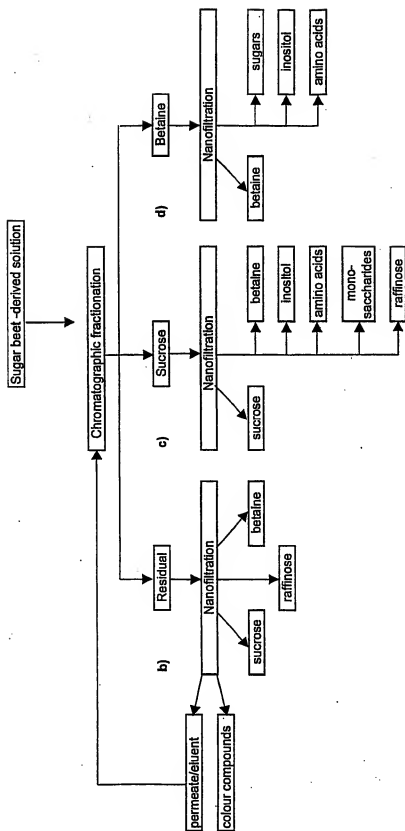 Sugar beet -derived solution
Chromatographic fractionation
b)
Residual
Nanofiltration
permeate/eluent
colour compounds
sucrose
raffinose
betaine
c)
Sucrose
Nanofiltration
sucrose
betaine
inositol
amino acids
mono-
saccharides
raffinose
d)
Betaine
Nanofiltration
betaine
sugars
inositol
amino acids